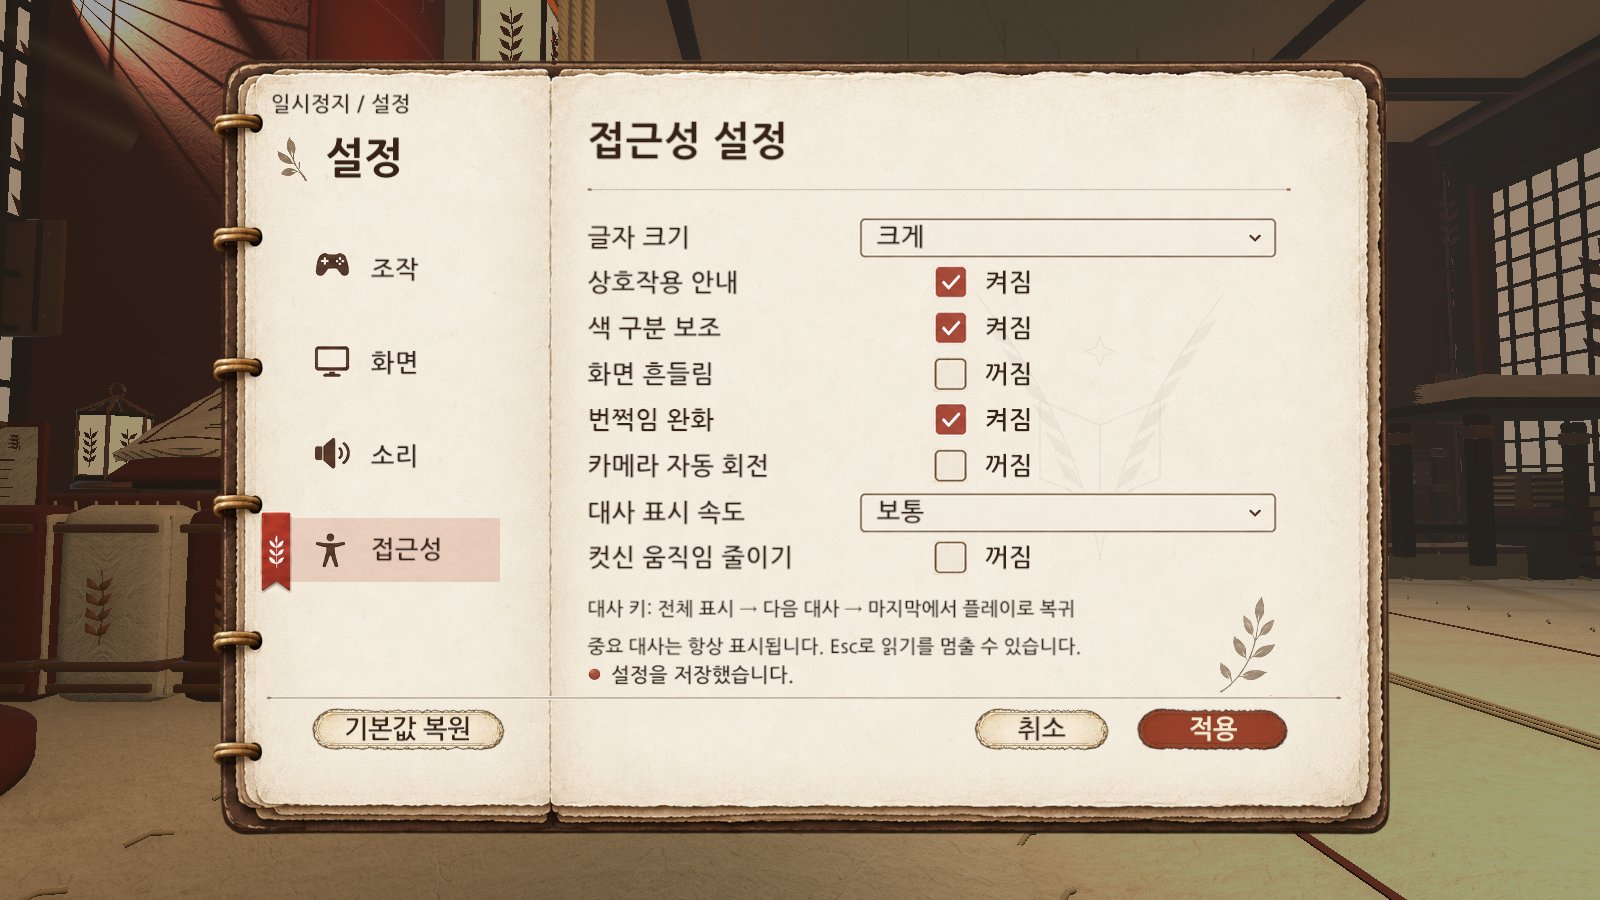 일시정지 / 설정
설정
조작
화면
소리
접근성
기본값 복원
접근성 설정
글자 크기 크게
상호작용 안내 켜짐
색 구분 보조 켜짐
화면 흔들림 꺼짐
번쩍임 완화 켜짐
카메라 자동 회전 꺼짐
대사 표시 속도 보통
컷신 움직임 줄이기 꺼짐
대사 키: 전체 표시 → 다음 대사 → 마지막에서 플레이로 복귀
중요 대사는 항상 표시됩니다. Esc로 읽기를 멈출 수 있습니다.
설정을 저장했습니다.
취소 적용